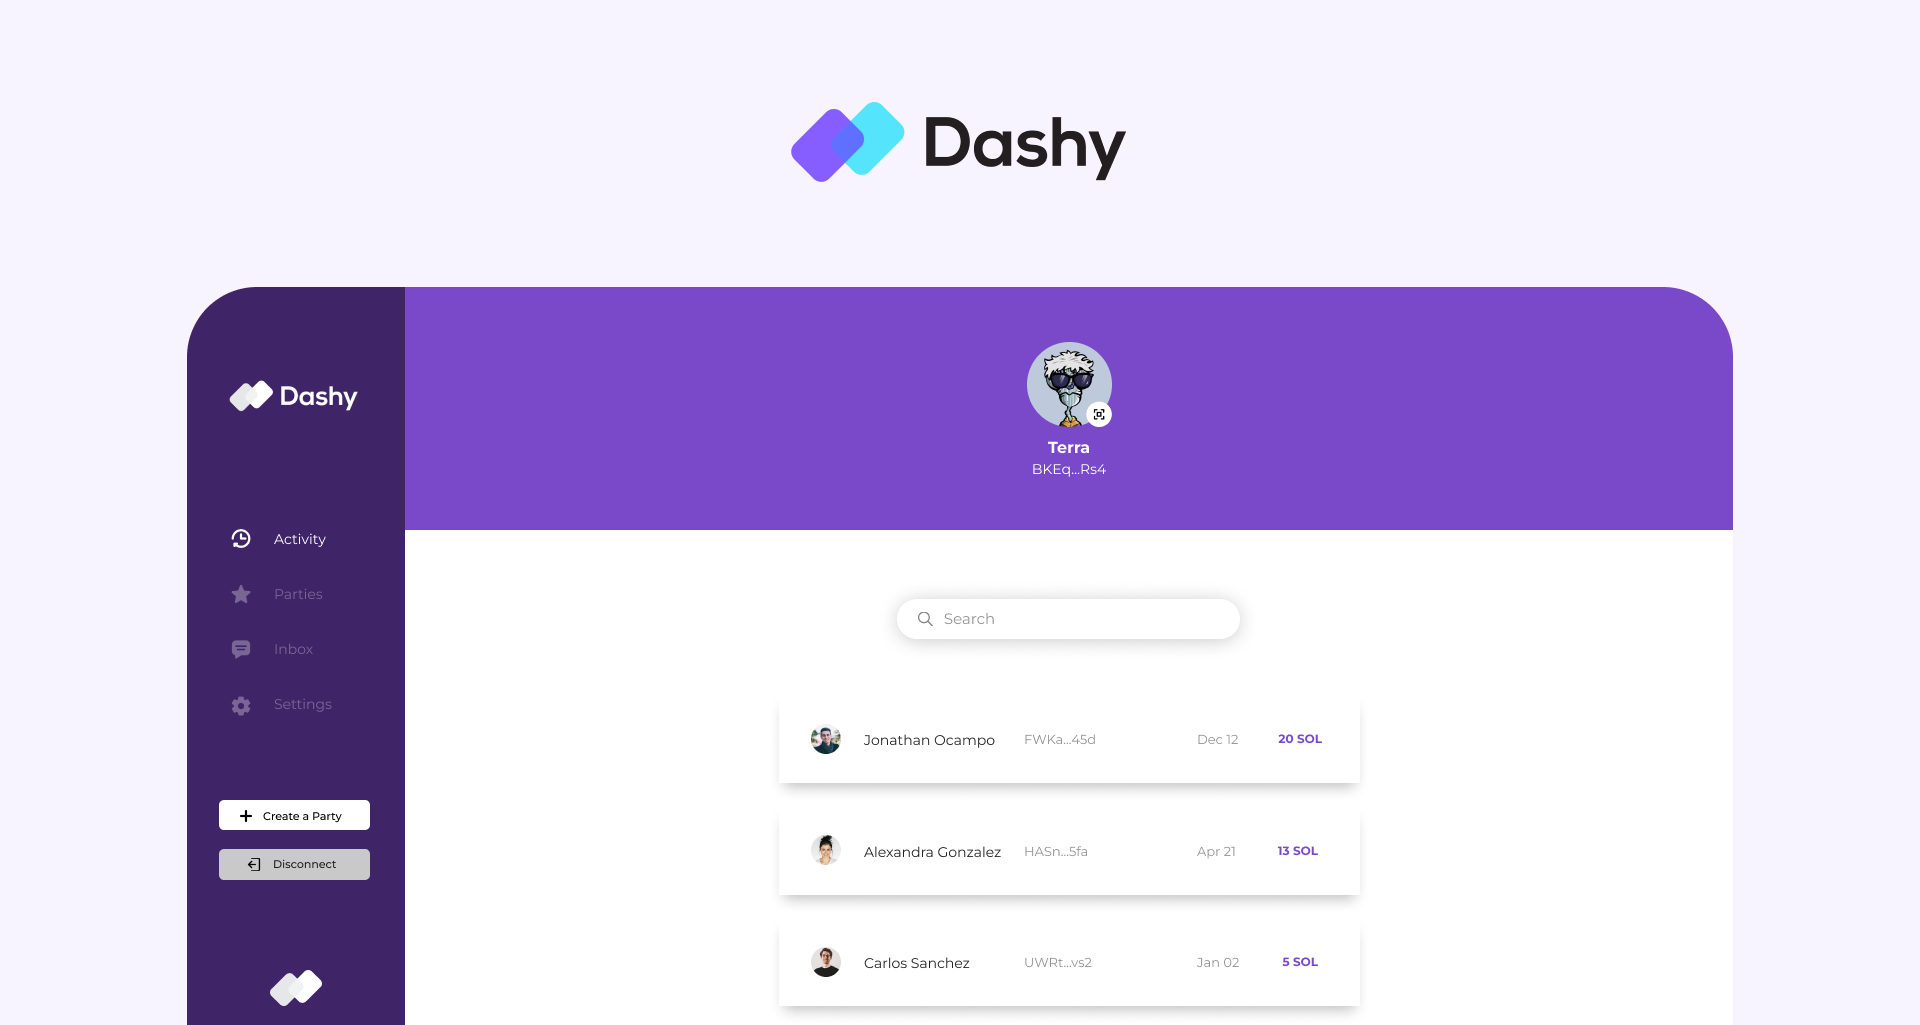 Dashy
Dashy
Terra
BKEq...Rs4
Activity
Parties
Inbox
Settings
Create a Party
Disconnect
Search
Jonathan Ocampo FWKa...45d Dec 12 20 SOL
Alexandra Gonzalez HASn...5fa Apr 21 13 SOL
Carlos Sanchez UWRt...vs2 Jan 02 5 SOL